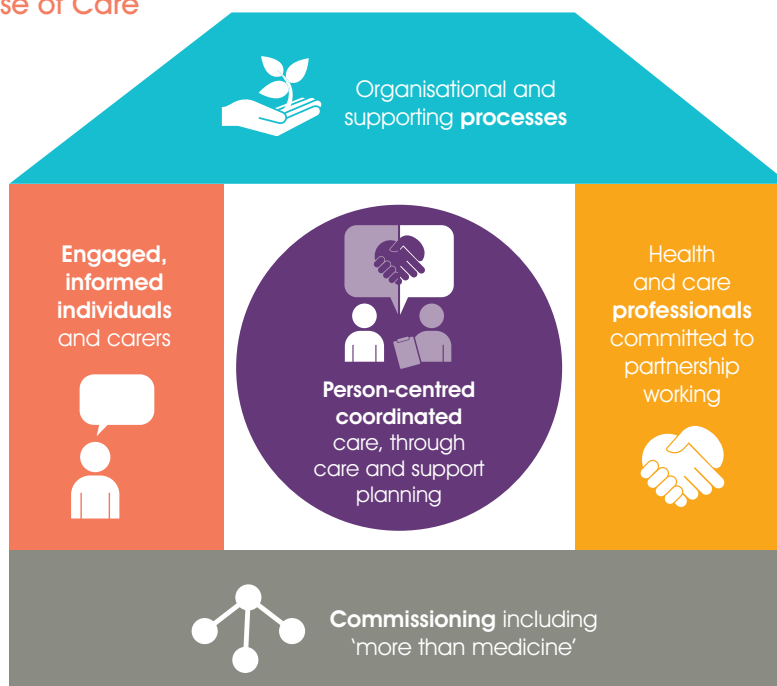 se of Care
Organisational and
supporting processes
Engaged,
informed
individuals
and carers
Person-centred
coordinated
care, through
care and support
planning
Health
and care
professionals
committed to
partnership
working
Commissioning including
‘more than medicine’